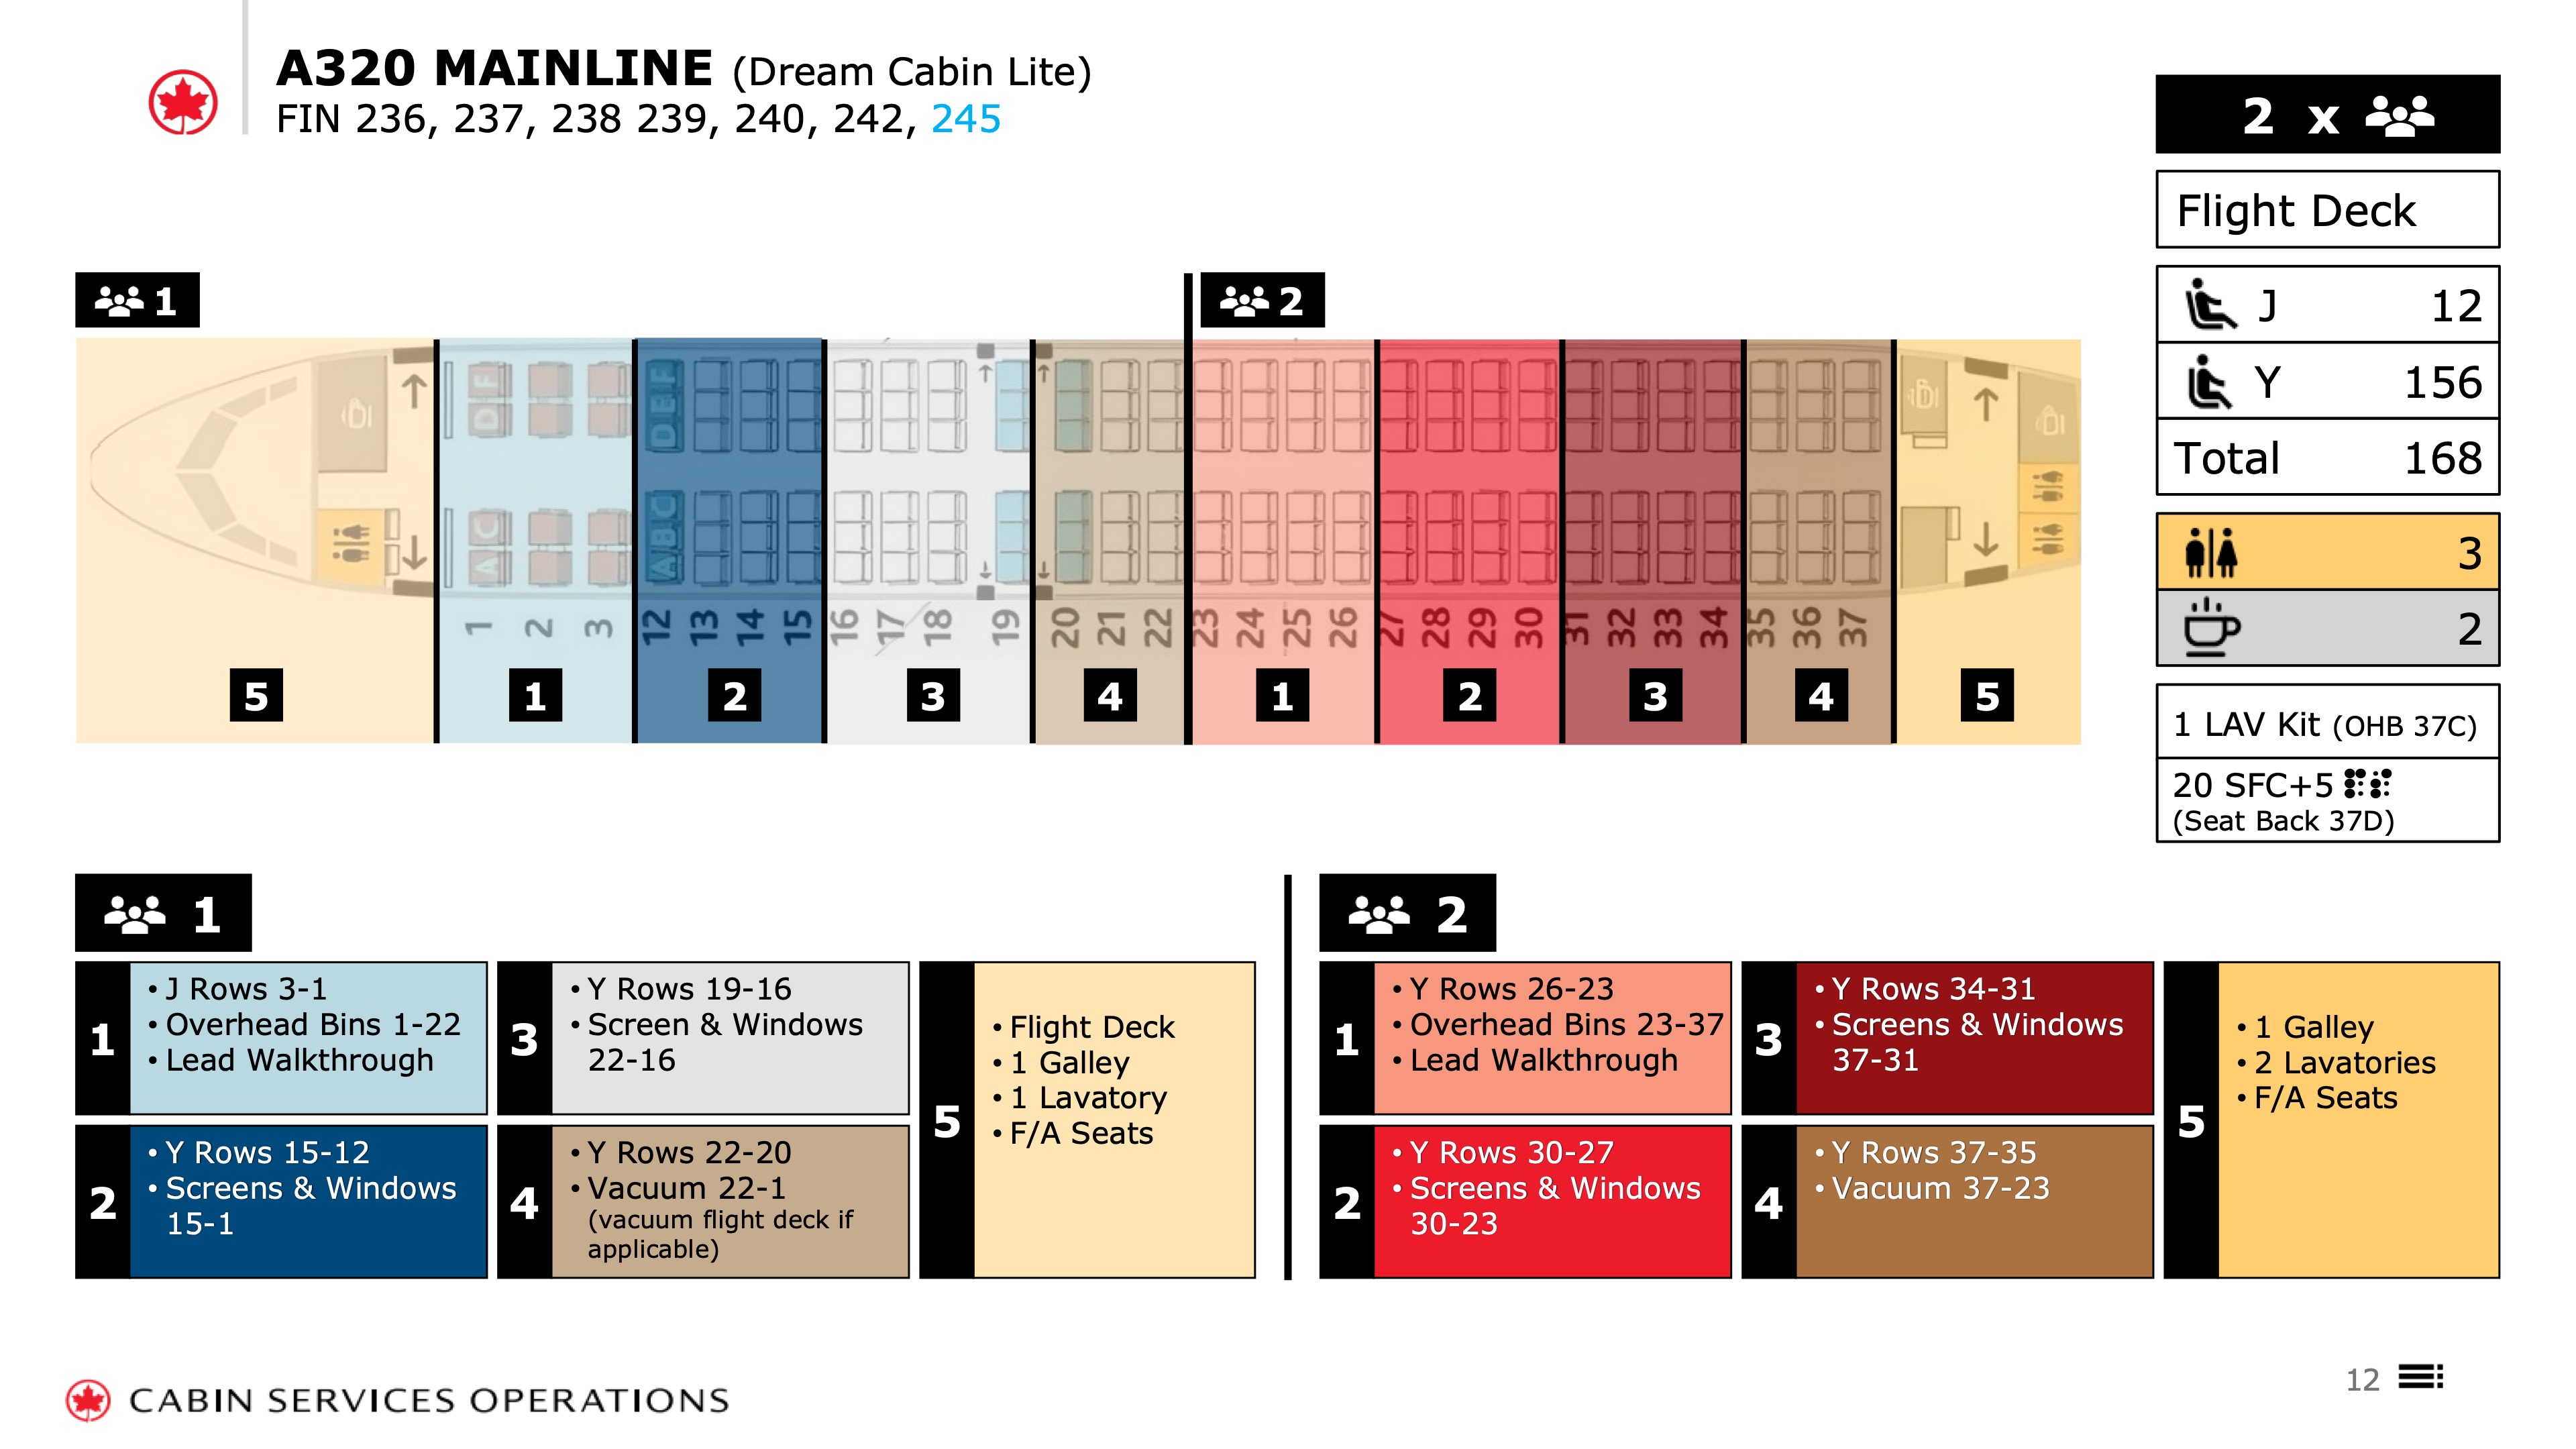 A320 MAINLINE (Dream Cabin Lite)
FIN 236, 237, 238 239, 240, 242, 245
2 x
Flight Deck
J 12
Y 156
Total 168
3
2
1 LAV Kit (OHB 37C)
20 SFC+5
(Seat Back 37D)
1
2
D F
D E F
A C
A B C
1 2 3 12 13 14 15 16 17 18 19 20 21 22 23 24 25 26 27 28 29 30 31 32 33 34 35 36 37
5 1 2 3 4 1 2 3 4 5
1
1
• J Rows 3-1
• Overhead Bins 1-22
• Lead Walkthrough
2
• Y Rows 15-12
• Screens & Windows
15-1
3
• Y Rows 19-16
• Screen & Windows
22-16
4
• Y Rows 22-20
• Vacuum 22-1
(vacuum flight deck if
applicable)
5
• Flight Deck
• 1 Galley
• 1 Lavatory
• F/A Seats
2
1
• Y Rows 26-23
• Overhead Bins 23-37
• Lead Walkthrough
2
• Y Rows 30-27
• Screens & Windows
30-23
3
• Y Rows 34-31
• Screens & Windows
37-31
4
• Y Rows 37-35
• Vacuum 37-23
5
• 1 Galley
• 2 Lavatories
• F/A Seats
CABIN SERVICES OPERATIONS
12